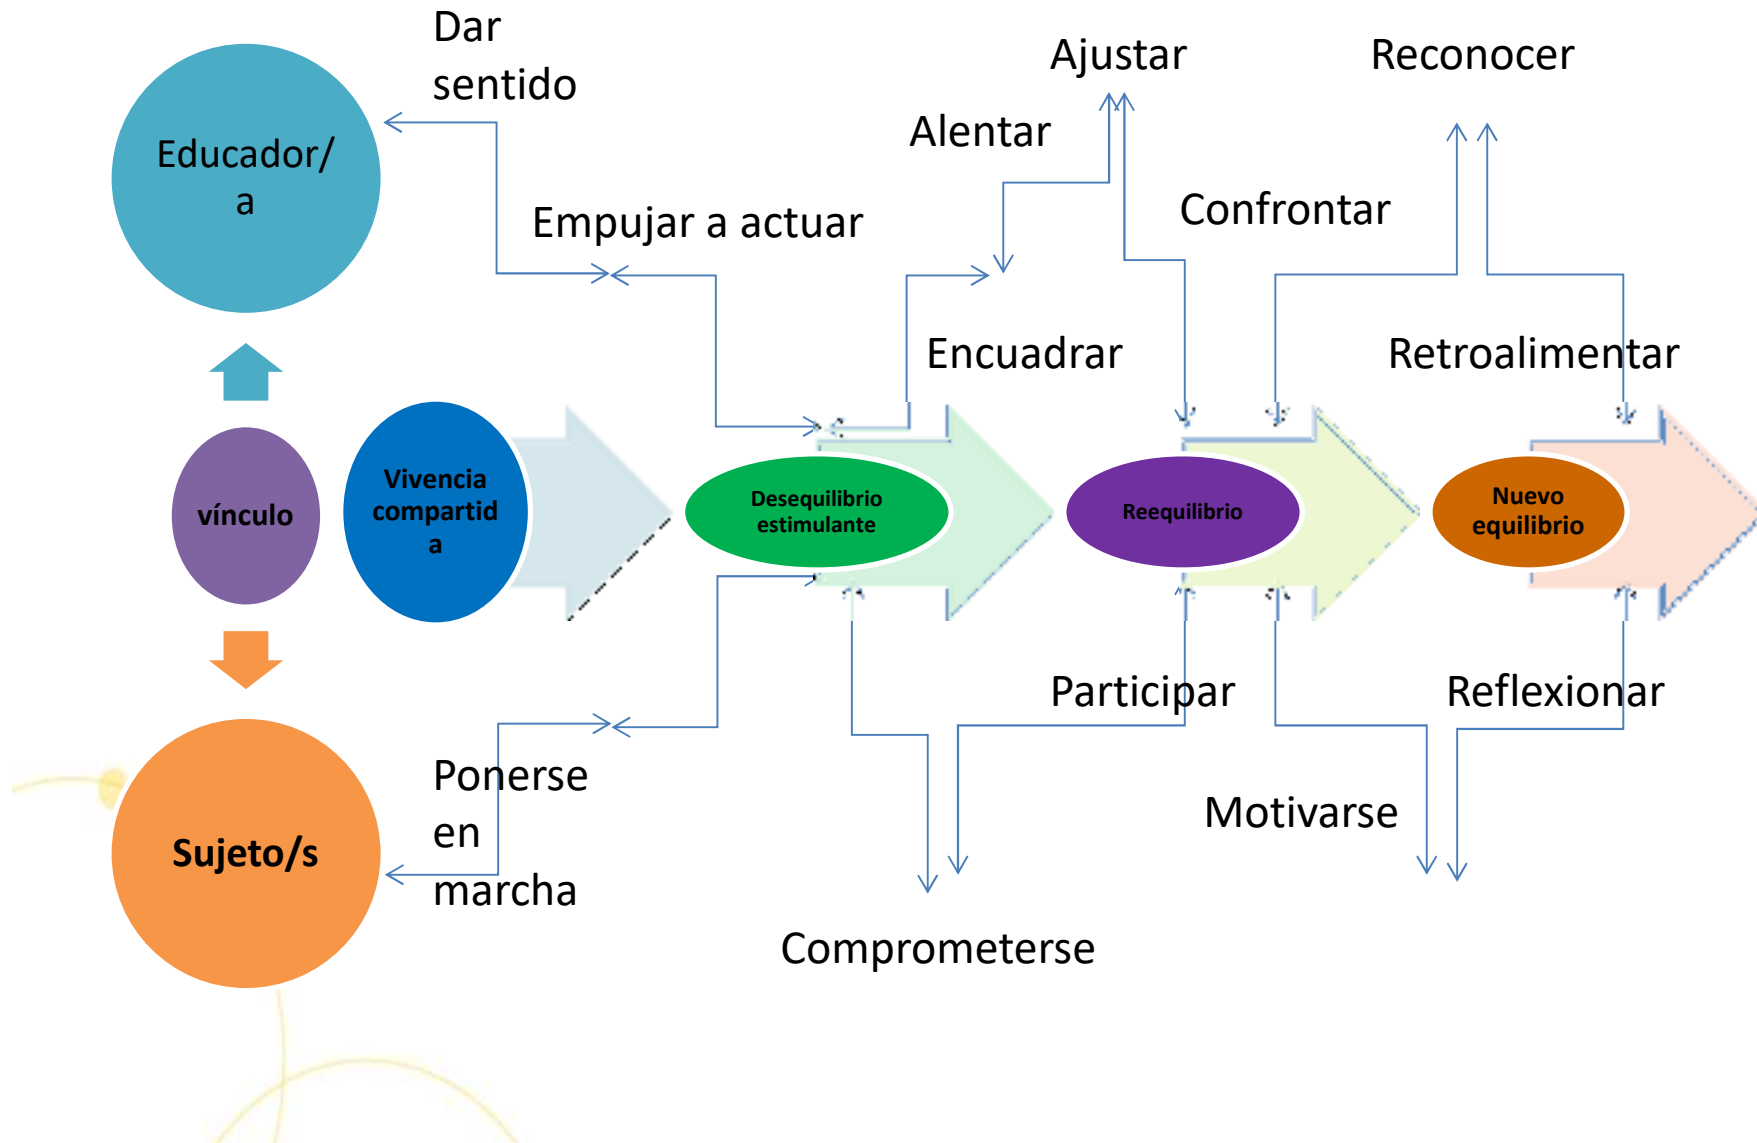 Dar
sentido
Ajustar
Reconocer
Alentar
Educador/
a
Empujar a actuar
Confrontar
Encuadrar
Retroalimentar
vínculo
Vivencia
compartid
a
Desequilibrio
estimulante
Reequilibrio
Nuevo
equilibrio
Participar
Reflexionar
Ponerse
en
marcha
Motivarse
Sujeto/s
Comprometerse